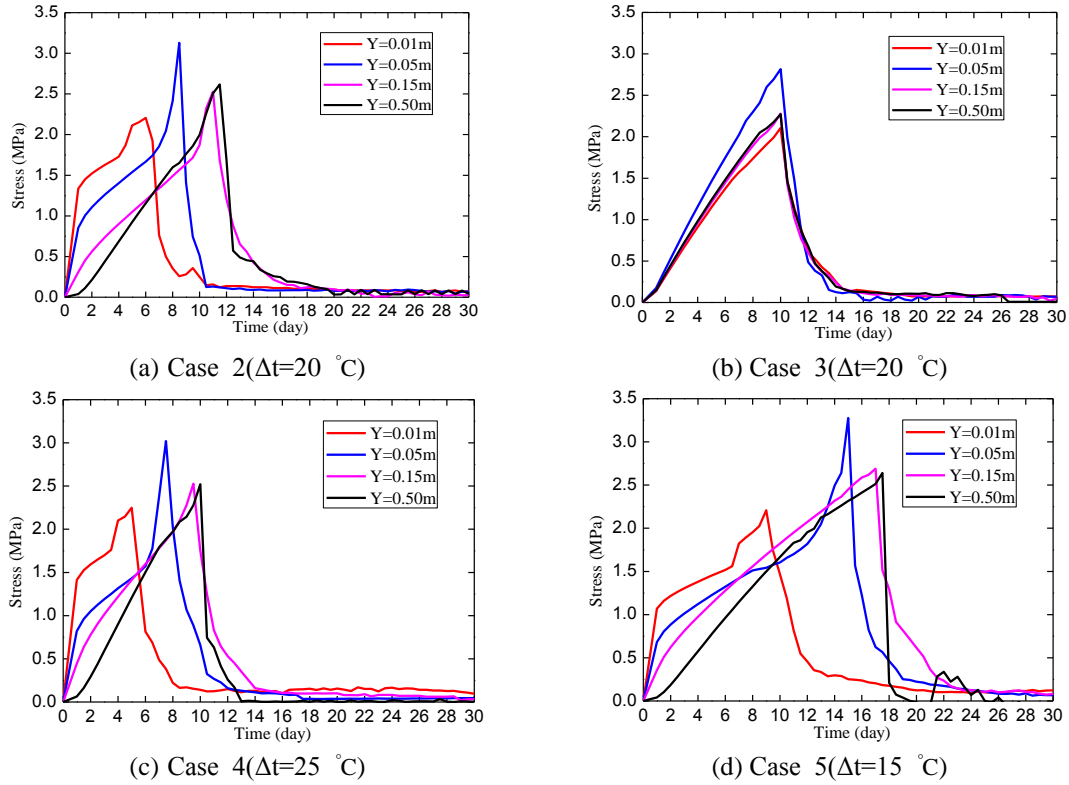 3.5
3.0
2.5
2.0
1.5
1.0
0.5
0.0
Stress (MPa)
0 2 4 6 8 10 12 14 16 18 20 22 24 26 28 30
Time (day)
Y=0.01m
Y=0.05m
Y=0.15m
Y=0.50m
(a) Case 2(Δt=20 °C)
3.5
3.0
2.5
2.0
1.5
1.0
0.5
0.0
Stress (MPa)
0 2 4 6 8 10 12 14 16 18 20 22 24 26 28 30
Time (day)
Y=0.01m
Y=0.05m
Y=0.15m
Y=0.50m
(b) Case 3(Δt=20 °C)
3.5
3.0
2.5
2.0
1.5
1.0
0.5
0.0
Stress (MPa)
0 2 4 6 8 10 12 14 16 18 20 22 24 26 28 30
Time (day)
Y=0.01m
Y=0.05m
Y=0.15m
Y=0.50m
(c) Case 4(Δt=25 °C)
3.5
3.0
2.5
2.0
1.5
1.0
0.5
0.0
Stress (MPa)
0 2 4 6 8 10 12 14 16 18 20 22 24 26 28 30
Time (day)
Y=0.01m
Y=0.05m
Y=0.15m
Y=0.50m
(d) Case 5(Δt=15 °C)